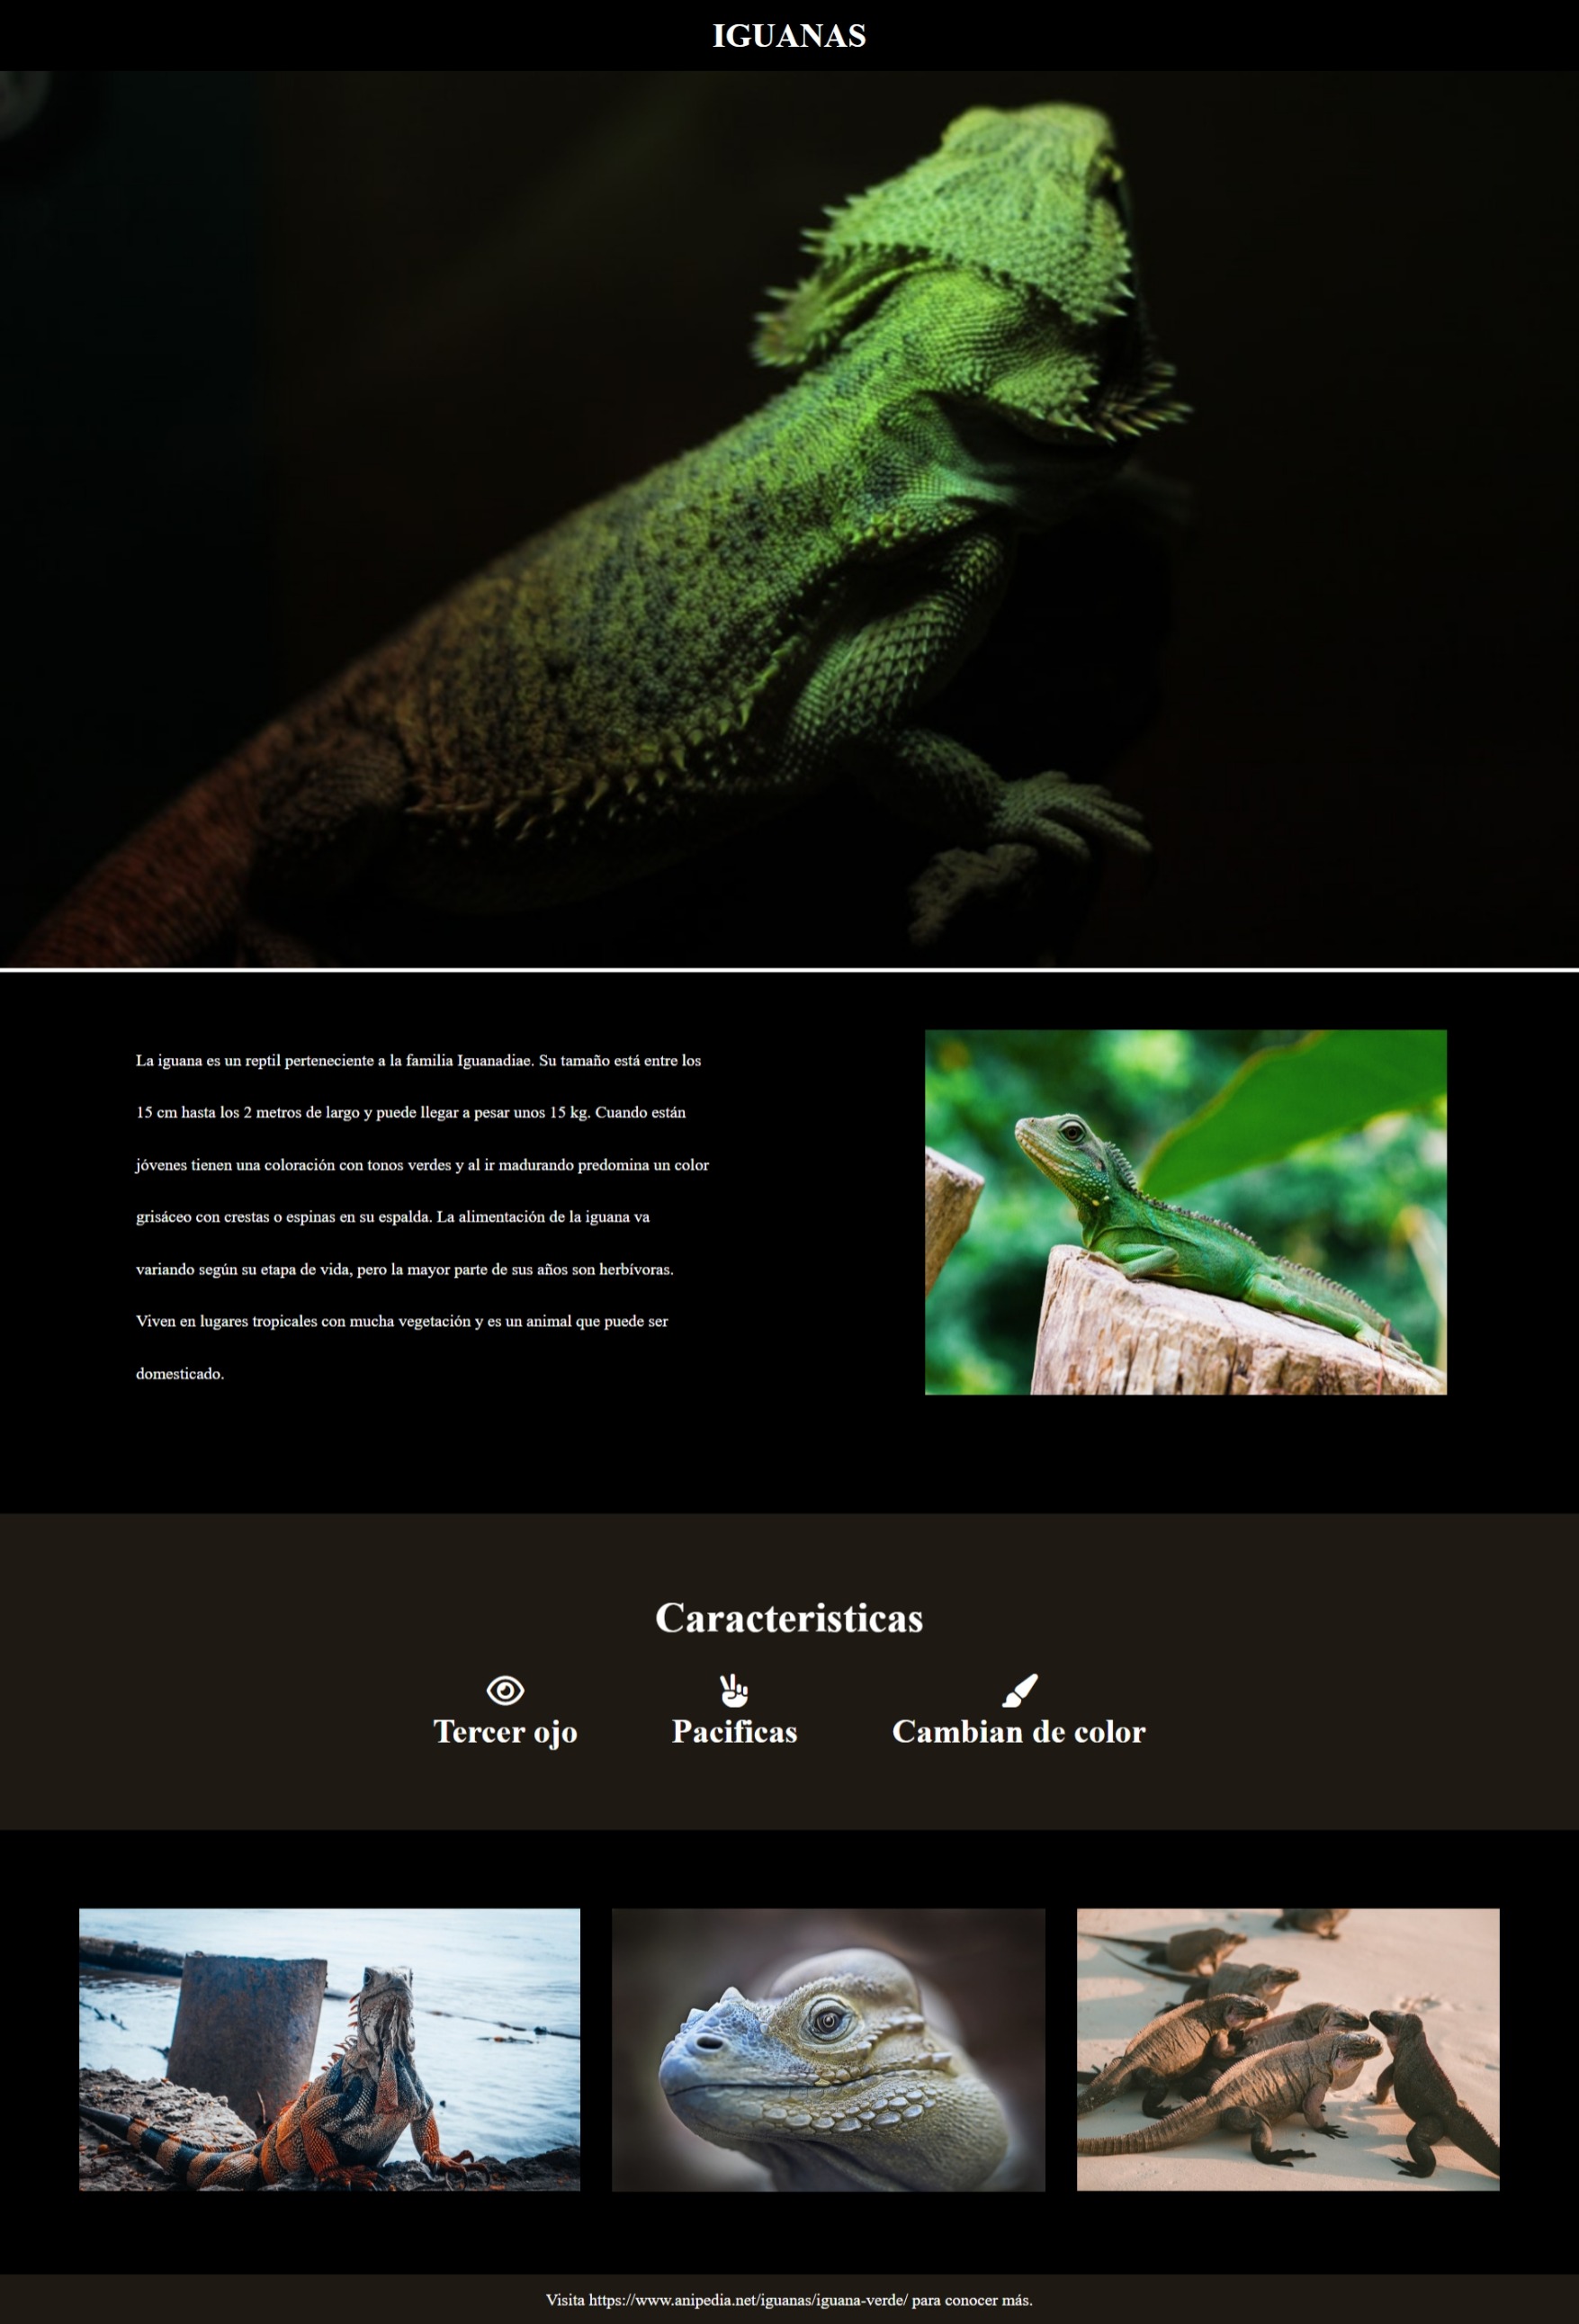 IGUANAS
La iguana es un reptil perteneciente a la familia Iguanadiae. Su tamaño está entre los
15 cm hasta los 2 metros de largo y puede llegar a pesar unos 15 kg. Cuando están
jóvenes tienen una coloración con tonos verdes y al ir madurando predomina un color
grisáceo con crestas o espinas en su espalda. La alimentación de la iguana va
variando según su etapa de vida, pero la mayor parte de sus años son herbívoras.
Viven en lugares tropicales con mucha vegetación y es un animal que puede ser
domesticado.
Caracteristicas
Tercer ojo
Pacificas
Cambian de color
Visita https://www.anipedia.net/iguanas/iguana-verde/ para conocer más.